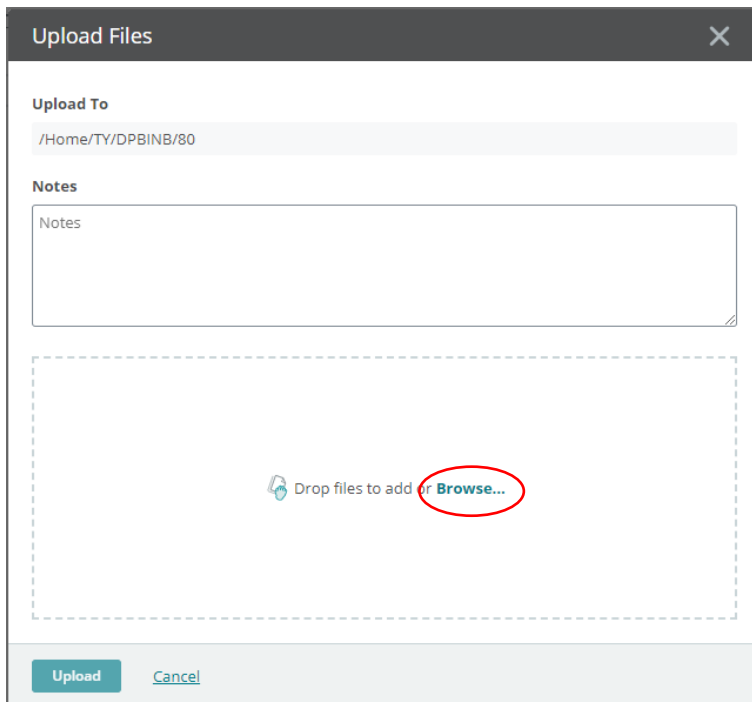 Upload Files
Upload To
/Home/TY/DPBINB/80
Notes
Notes
Drop files to add or Browse...
Upload Cancel